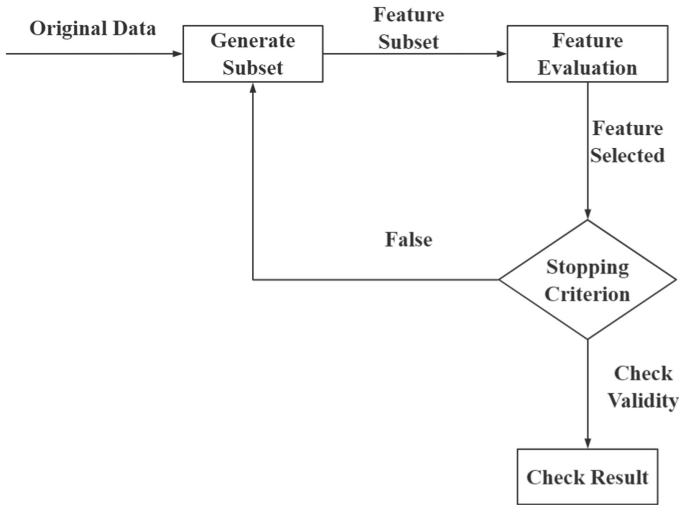 Original Data
Generate
Subset
Feature
Subset
Feature
Evaluation
Feature
Selected
False
Stopping
Criterion
Check
Validity
Check Result